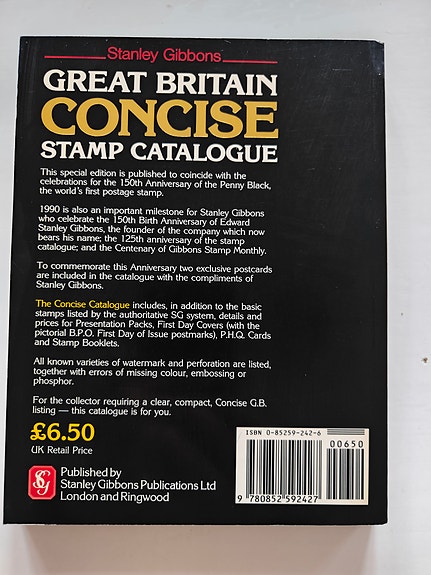 Stanley Gibbons
GREAT BRITAIN
CONCISE
STAMP CATALOGUE
This special edition is published to coincide with the
celebrations for the 150th Anniversary of the Penny Black,
the world's first postage stamp.
1990 is also an important milestone for Stanley Gibbons
who celebrate the 150th Birth Anniversary of Edward
Stanley Gibbons, the founder of the company which now
bears his name; the 125th anniversary of the stamp
catalogue; and the Centenary of Gibbons Stamp Monthly.
To commemorate this Anniversary two exclusive postcards
are included in the catalogue with the compliments of
Stanley Gibbons.
The Concise Catalogue includes, in addition to the basic
stamps listed by the authoritative SG system, details and
prices for Presentation Packs, First Day Covers (with the
pictorial B.P.O. First Day of Issue postmarks), P.H.Q. Cards
and Stamp Booklets.
All known varieties of watermark and perforation are listed,
together with errors of missing colour, embossing or
phosphor.
For the collector requiring a clear, compact, Concise G.B.
listing — this catalogue is for you.
£6.50
UK Retail Price
ISBN 0-85259-242-6
00650
9 780852 592427
SG
Published by
Stanley Gibbons Publications Ltd
London and Ringwood